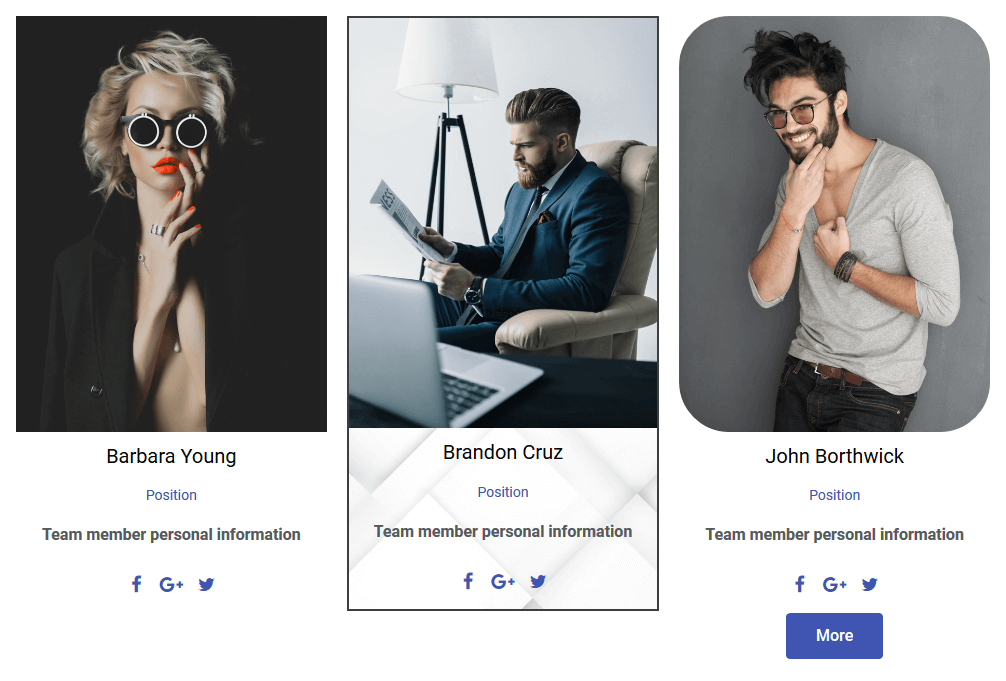 Barbara Young
Position
Team member personal information
Brandon Cruz
Position
Team member personal information
John Borthwick
Position
Team member personal information
More